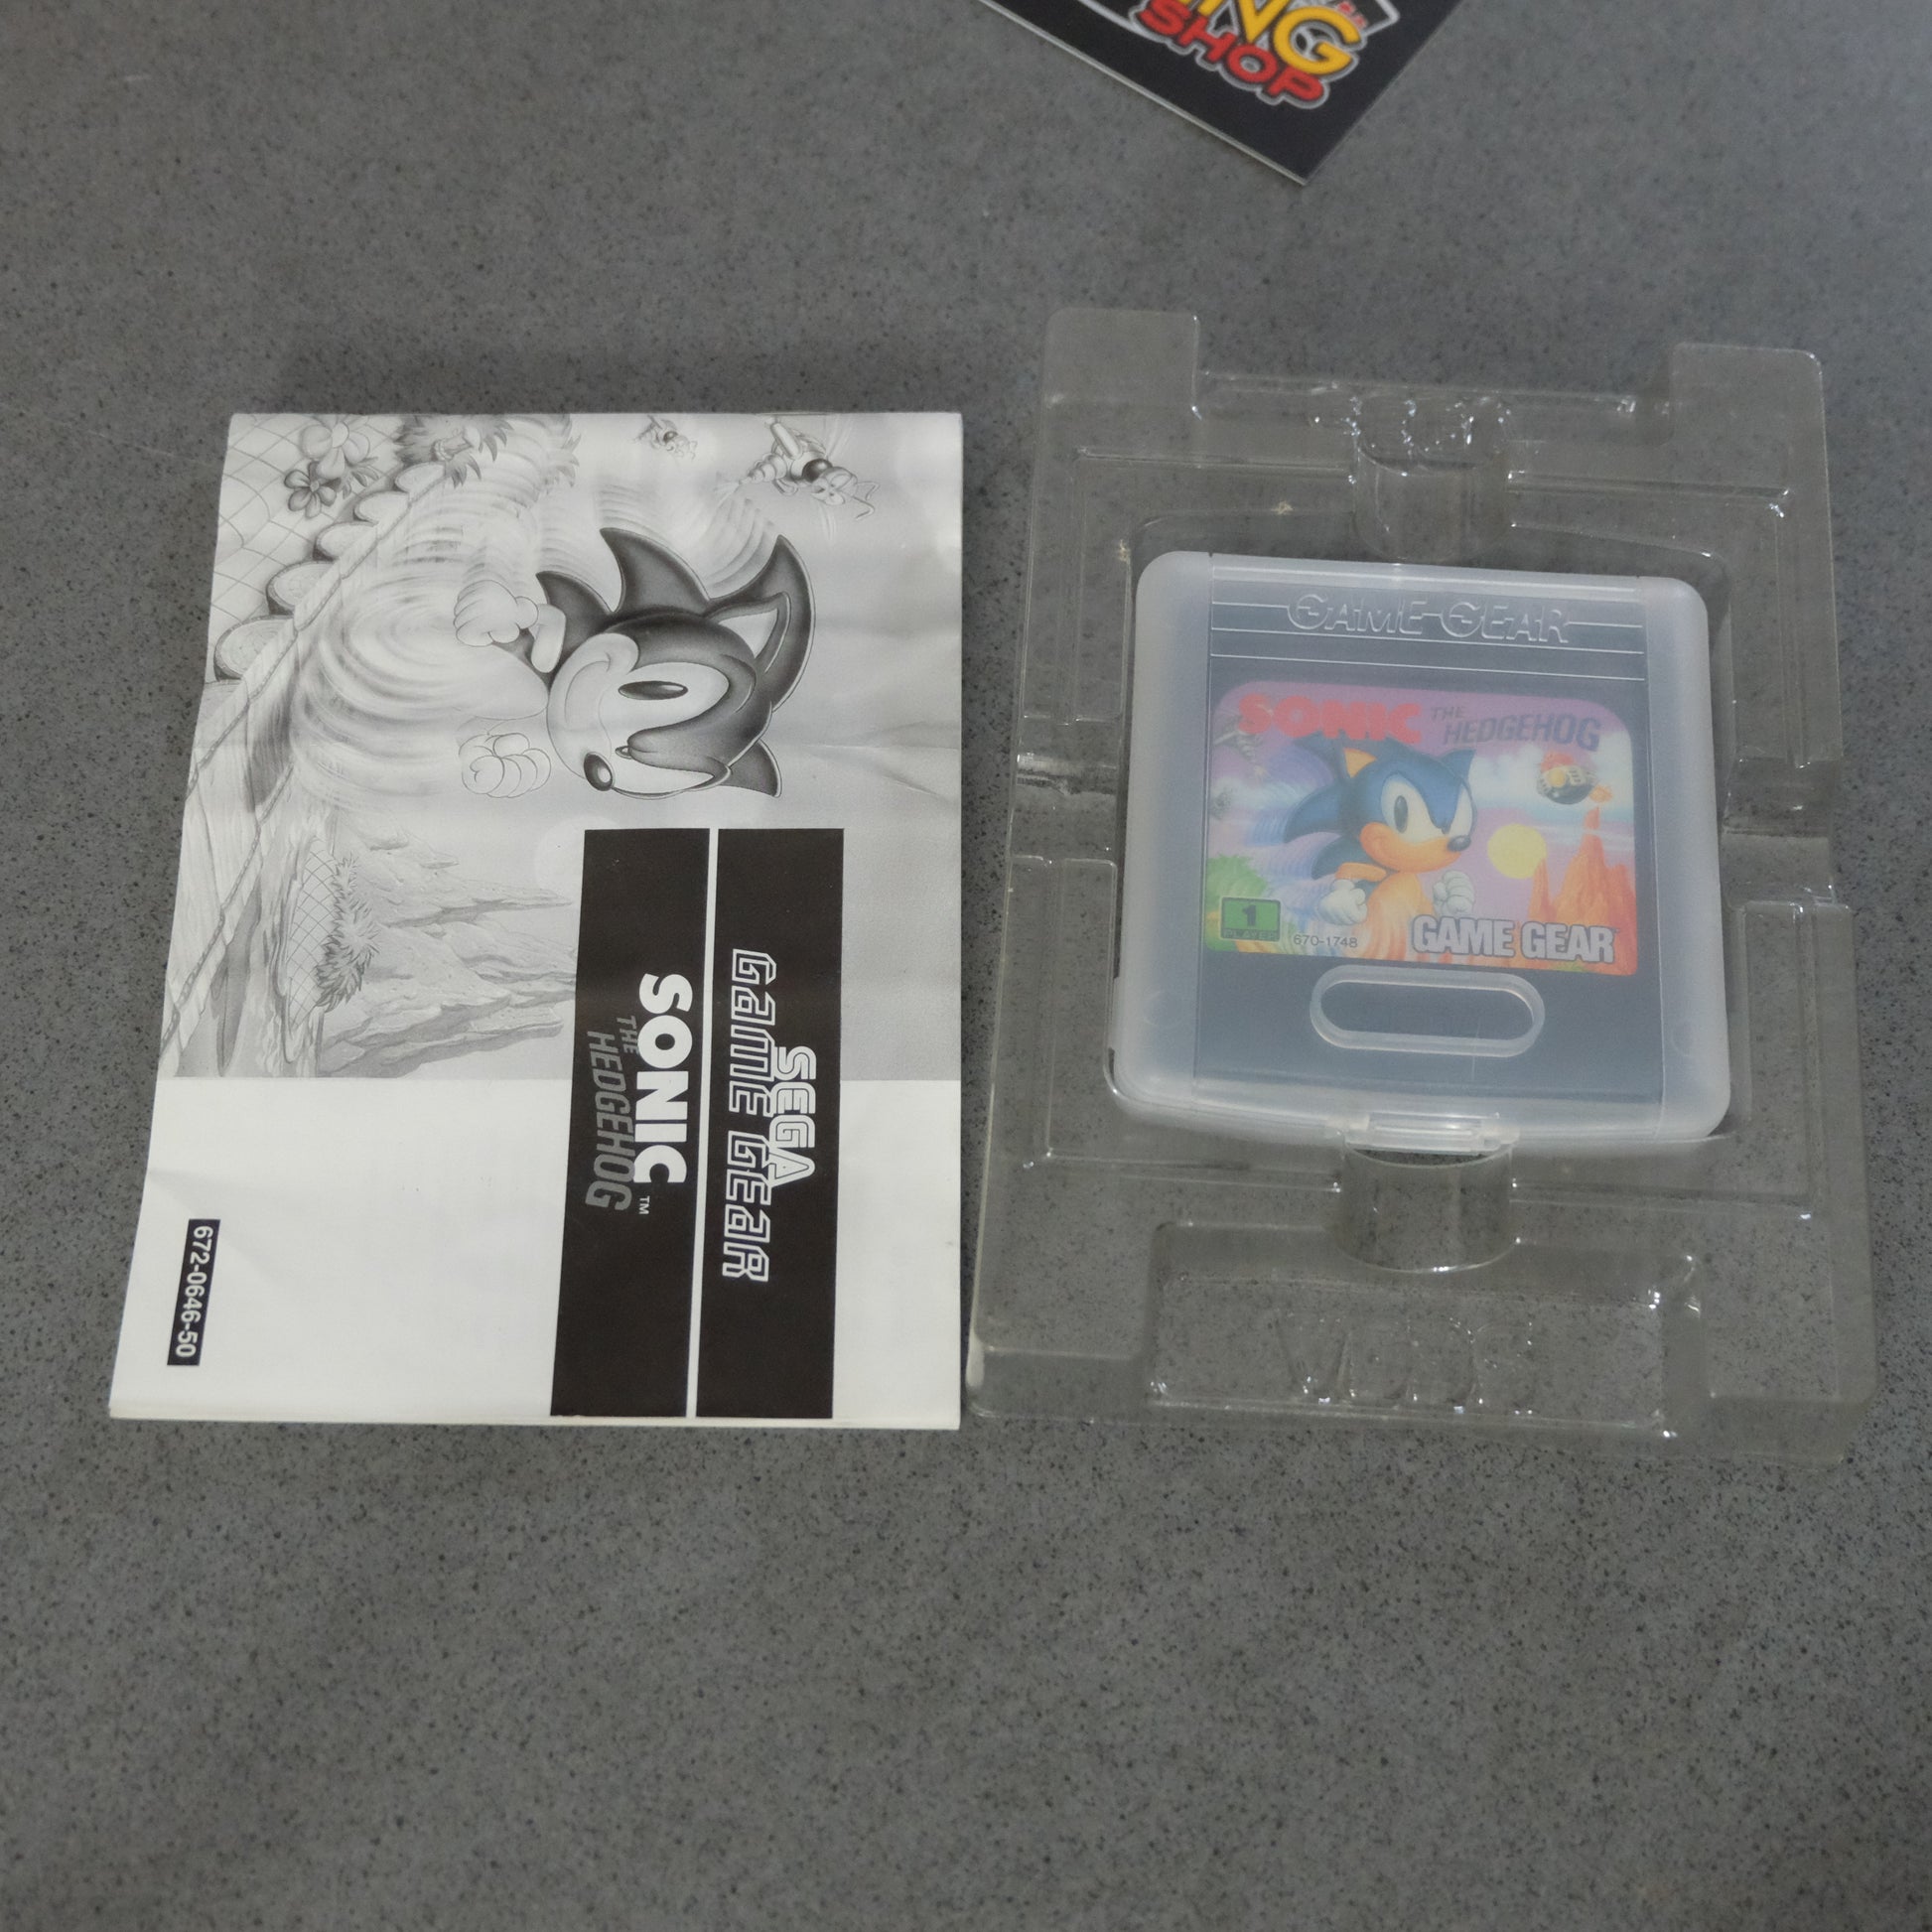 NG
SHOP
SEGA
GAME GEAR
SONIC
THE
HEDGEHOG
TM
672-0646-50
GAME GEAR
SONIC THE
HEDGEHOG
1
PLAYER
670-1748
GAME GEAR